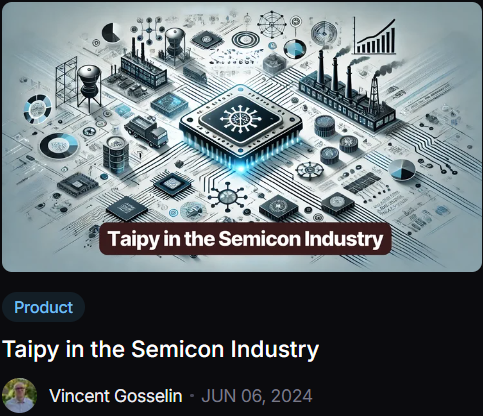 Taipy in the Semicon Industry
Product
Taipy in the Semicon Industry
Vincent Gosselin · JUN 06, 2024